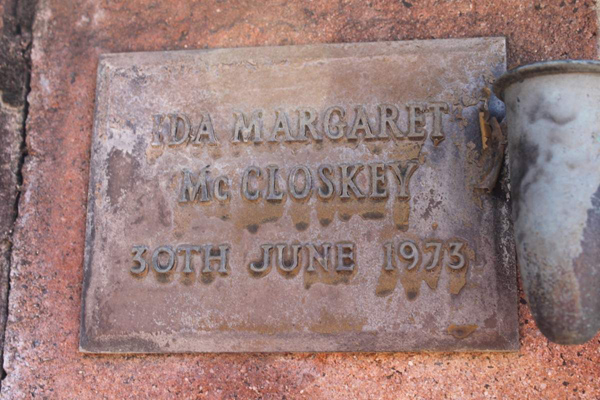 IDA MARGARET
McCLOSKEY
30TH JUNE 1973